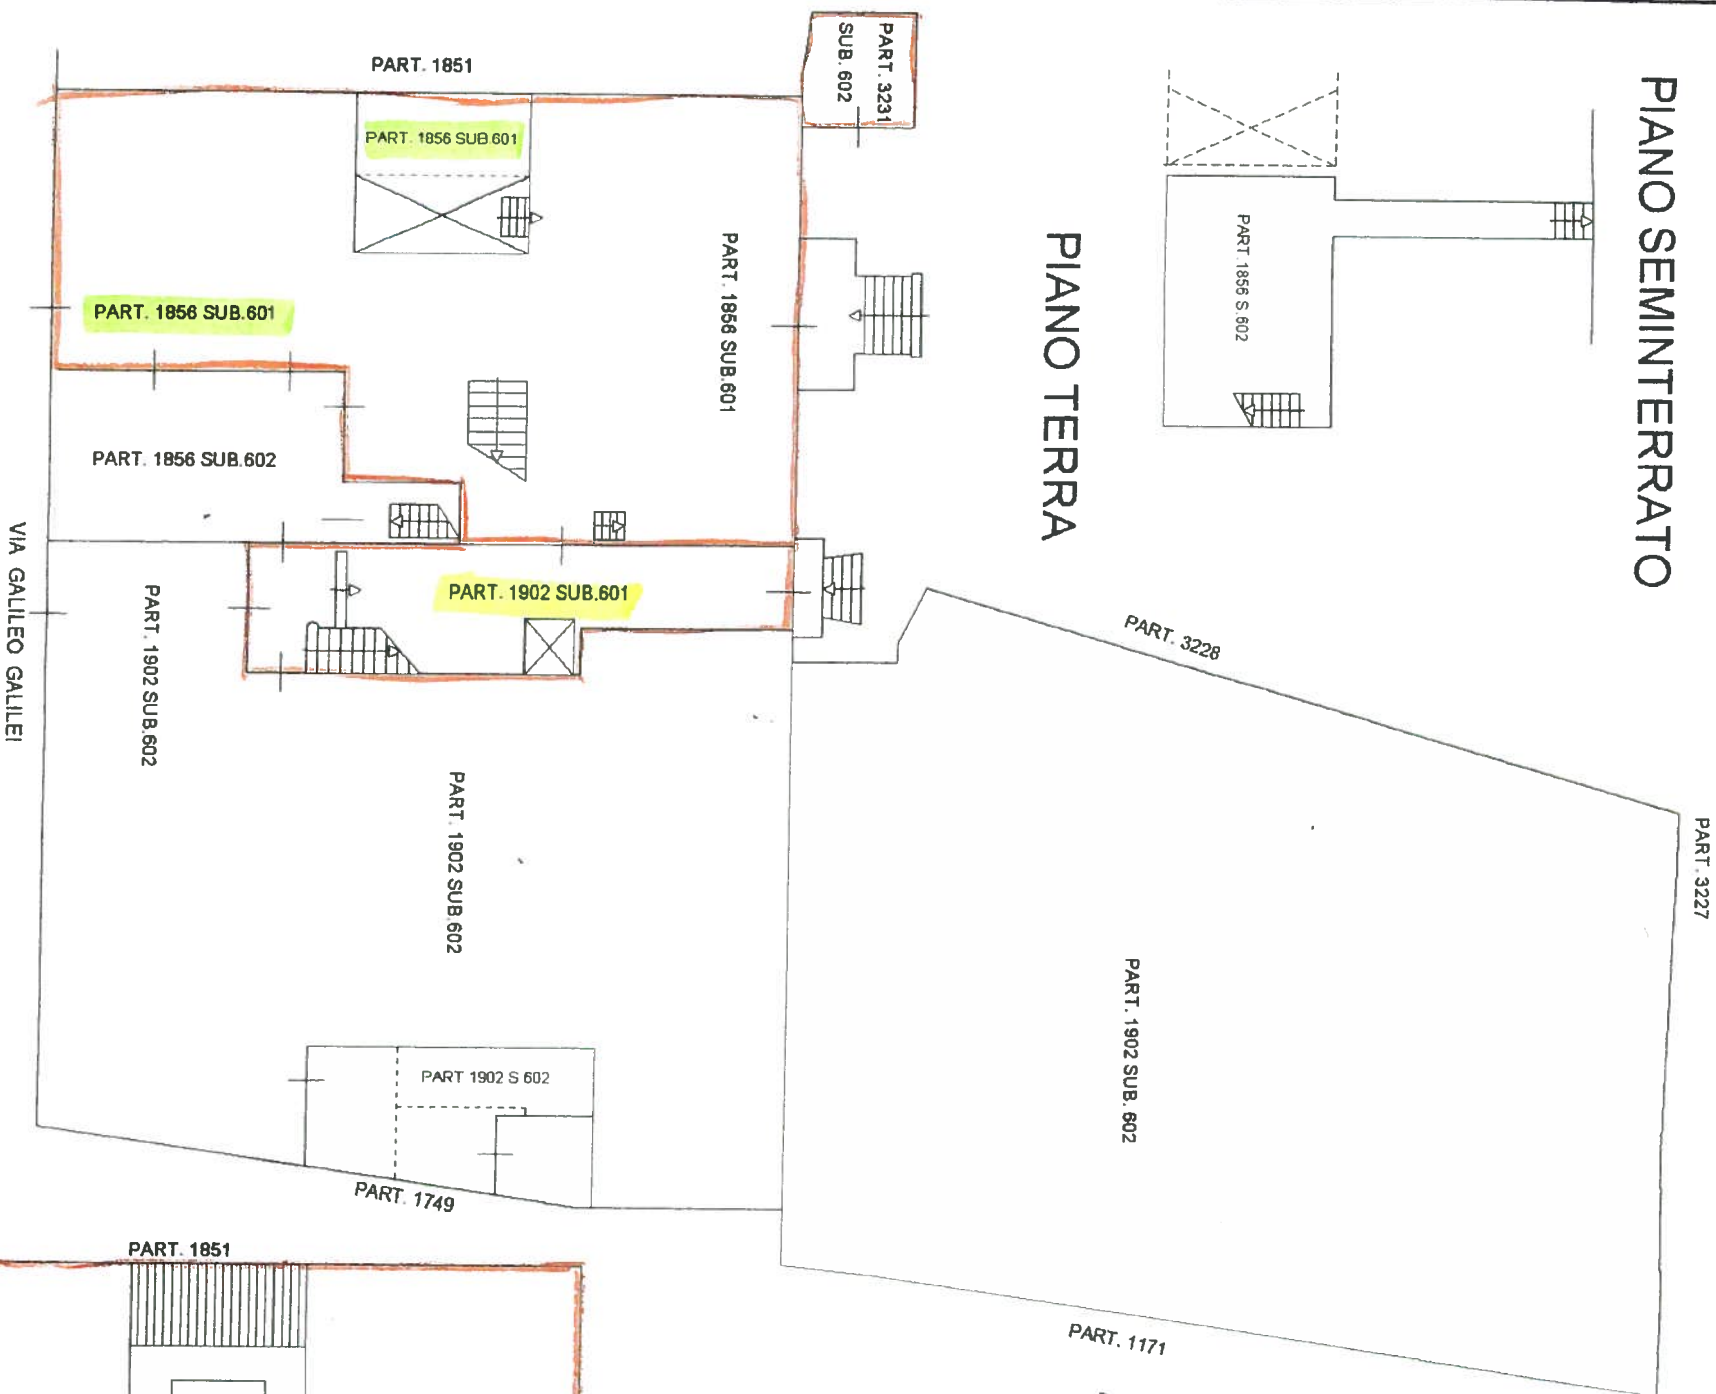 PIANO SEMINTERRATO
PART. 1856 S.602
PIANO TERRA
PART. 3231
SUB. 602
PART. 1851
PART. 1856 SUB.601
PART. 1856 SUB.601
PART. 1856 SUB.601
PART. 1856 SUB.602
PART. 1902 SUB.601
PART. 1902 SUB.602
PART. 1902 SUB.602
VIA GALILEO GALILEI
PART. 3228
PART. 3227
PART. 1902 SUB. 602
PART 1902 S 602
PART. 1749
PART. 1171
PART. 1851